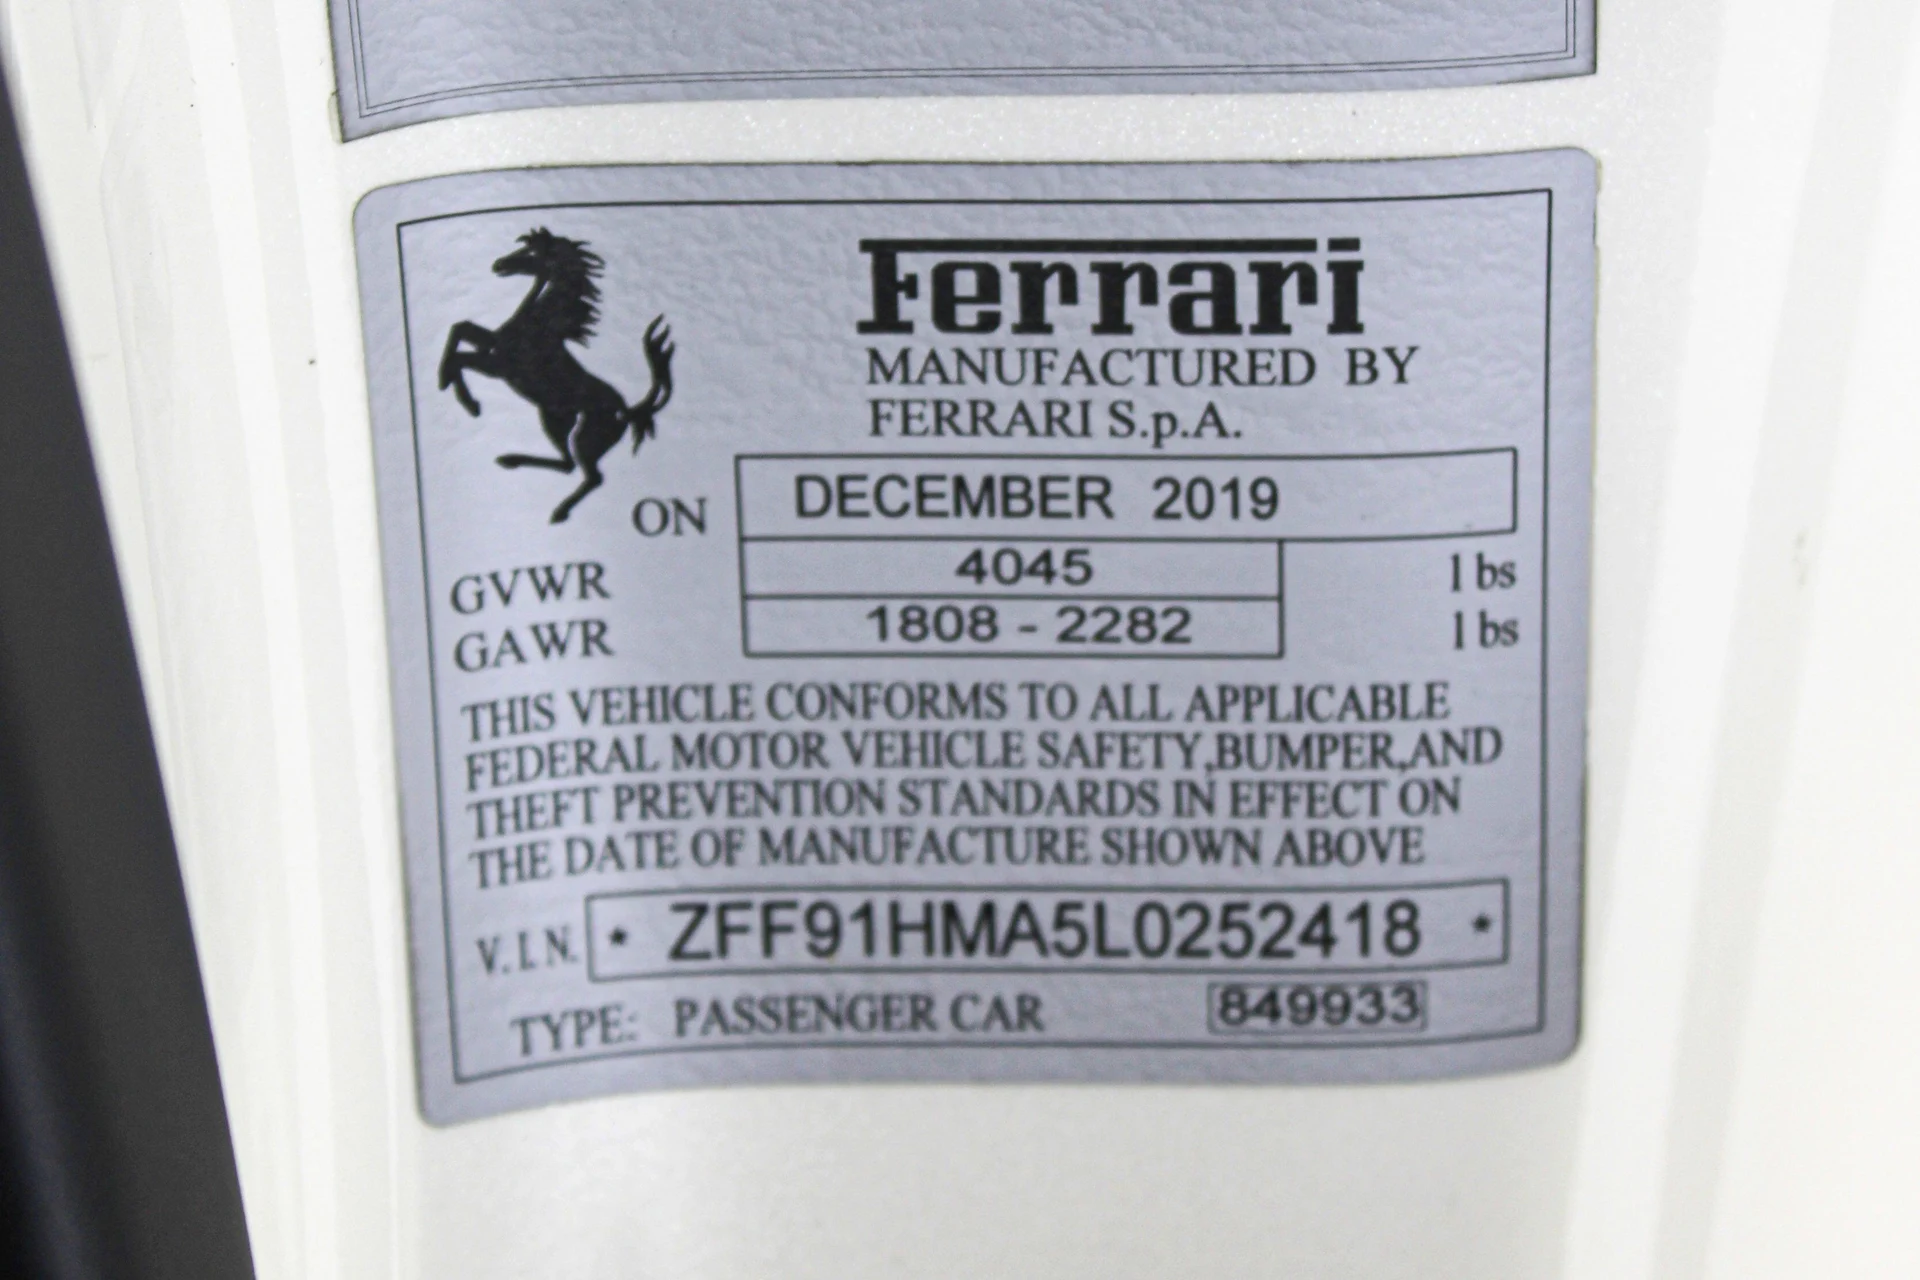 Ferrari
MANUFACTURED BY
FERRARI S.p.A.
ON DECEMBER 2019
GVWR 4045 lbs
GAWR 1808 - 2282 lbs
THIS VEHICLE CONFORMS TO ALL APPLICABLE
FEDERAL MOTOR VEHICLE SAFETY,BUMPER,AND
THEFT PREVENTION STANDARDS IN EFFECT ON
THE DATE OF MANUFACTURE SHOWN ABOVE
V.I.N. * ZFF91HMA5L0252418 *
TYPE: PASSENGER CAR 849933